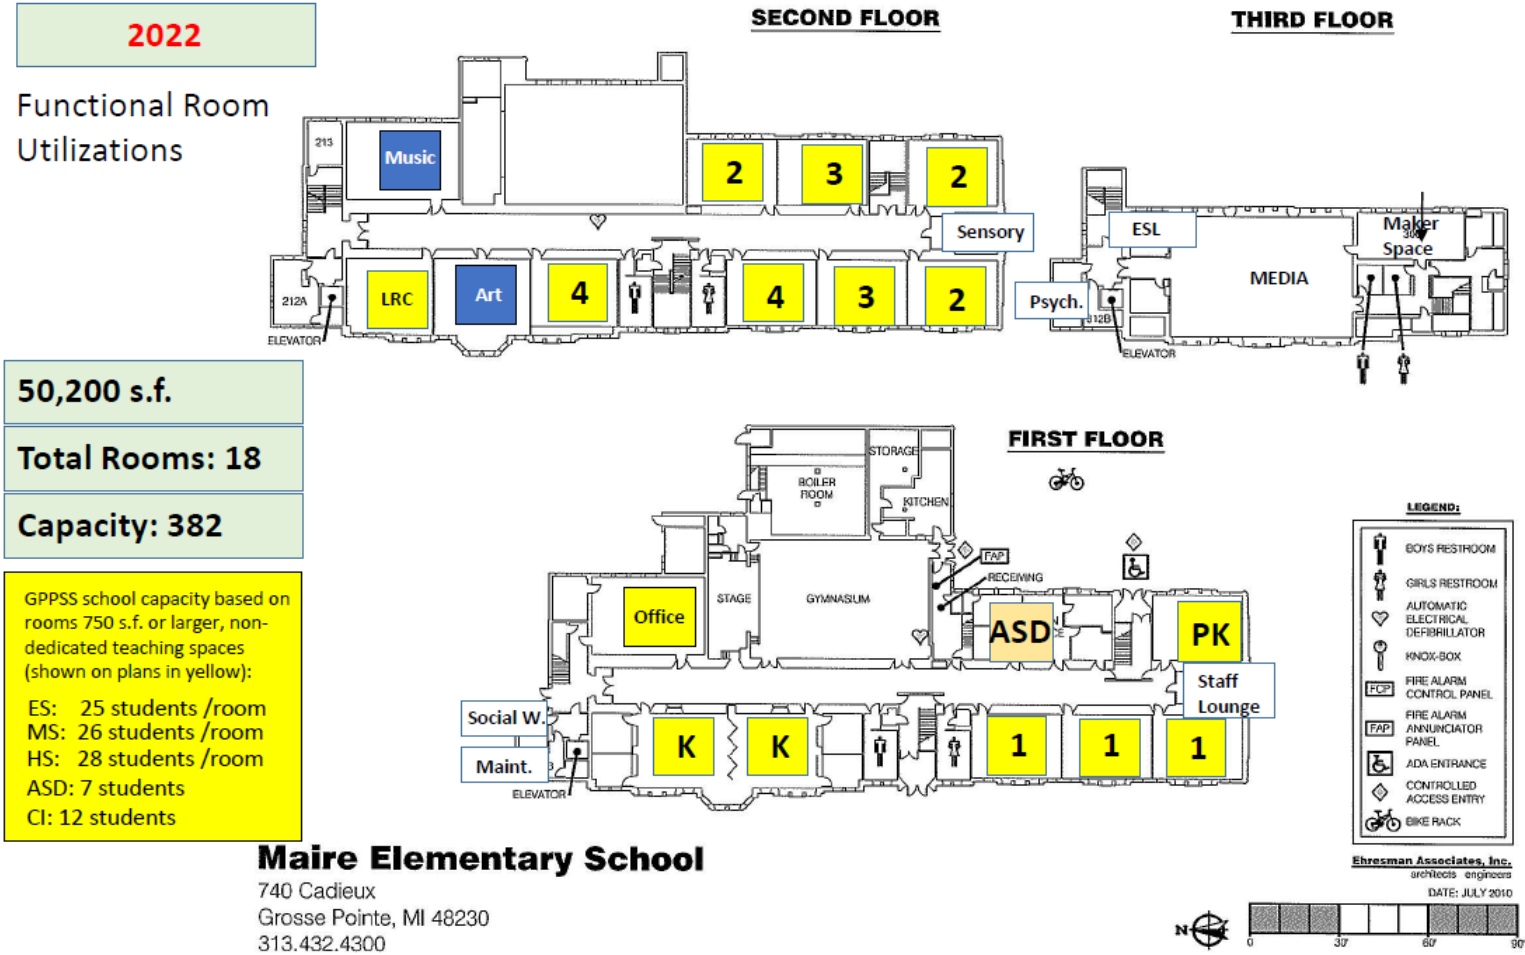 2022
Functional Room
Utilizations
SECOND FLOOR
THIRD FLOOR
213
Music
2
3
2
Sensory
212A
LRC
Art
4
4
3
2
ELEVATOR
ESL
Maker
Space
MEDIA
Psych.
312B
ELEVATOR
50,200 s.f.
Total Rooms: 18
Capacity: 382
GPPSS school capacity based on
rooms 750 s.f. or larger, non-
dedicated teaching spaces
(shown on plans in yellow):
ES: 25 students /room
MS: 26 students /room
HS: 28 students /room
ASD: 7 students
CI: 12 students
FIRST FLOOR
STORAGE
BOILER
ROOM
KITCHEN
FAP
RECEIVING
Office
STAGE
GYMNASIUM
ASD
PK
Staff
Lounge
Social W.
Maint.
K
K
1
1
1
ELEVATOR
LEGEND:
BOYS RESTROOM
GIRLS RESTROOM
AUTOMATIC
ELECTRICAL
DEFIBRILLATOR
KNOX-BOX
FCP
FIRE ALARM
CONTROL PANEL
FAP
FIRE ALARM
ANNUNCIATOR
PANEL
ADA ENTRANCE
CONTROLLED
ACCESS ENTRY
BIKE RACK
Ehresman Associates, Inc.
architects engineers
DATE: JULY 2010
N
0 30' 60' 90'
Maire Elementary School
740 Cadieux
Grosse Pointe, MI 48230
313.432.4300